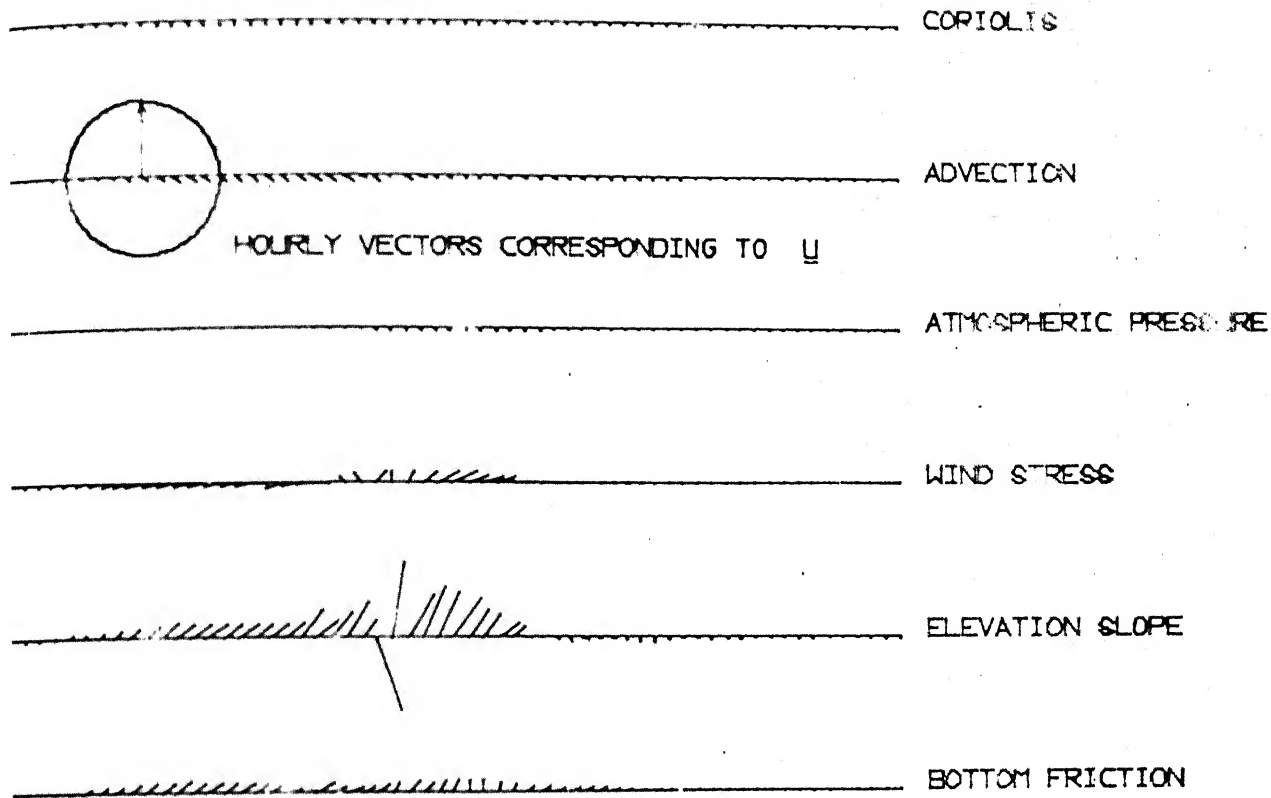 CORIOLIS
ADVECTION
HOURLY VECTORS CORRESPONDING TO U
ATMOSPHERIC PRESSURE
WIND STRESS
ELEVATION SLOPE
BOTTOM FRICTION